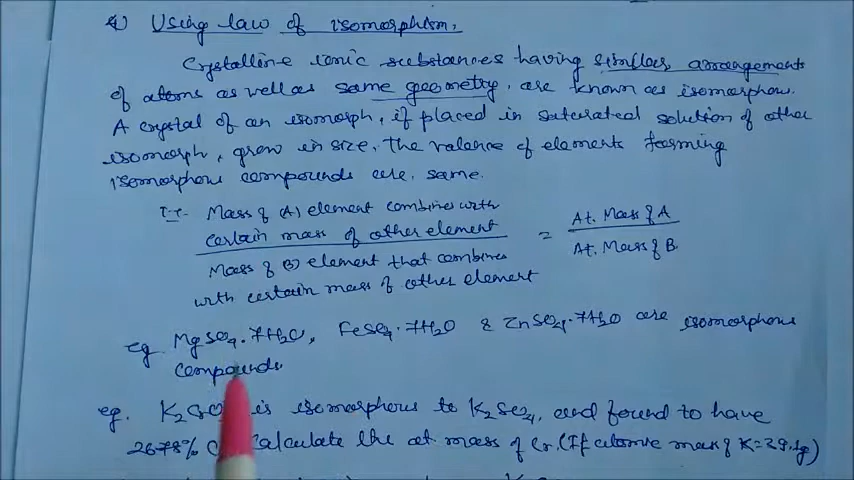 4) Using law of isomorphism.
Crystalline ionic substances having similar arrangements
of atoms as well as same geometry, are known as isomorphous.
A crystal of an isomorph, if placed in saturated solution of other
isomorph, grow in size. The valence of elements forming
isomorphous compounds are same.
i.e. Mass of (A) element combines with
certain mass of other element
Mass of (B) element that combines
with certain mass of other element
= At. Mass of A
At. Mass of B
eg. MgSO4.7H2O, FeSO4.7H2O & ZnSO4.7H2O are isomorphous
compounds.
eg. K2CrO is isomorphous to K2SeO4, and found to have
26.78% Calculate the at. mass of Cr. (If atomic mass of K=39.1g)